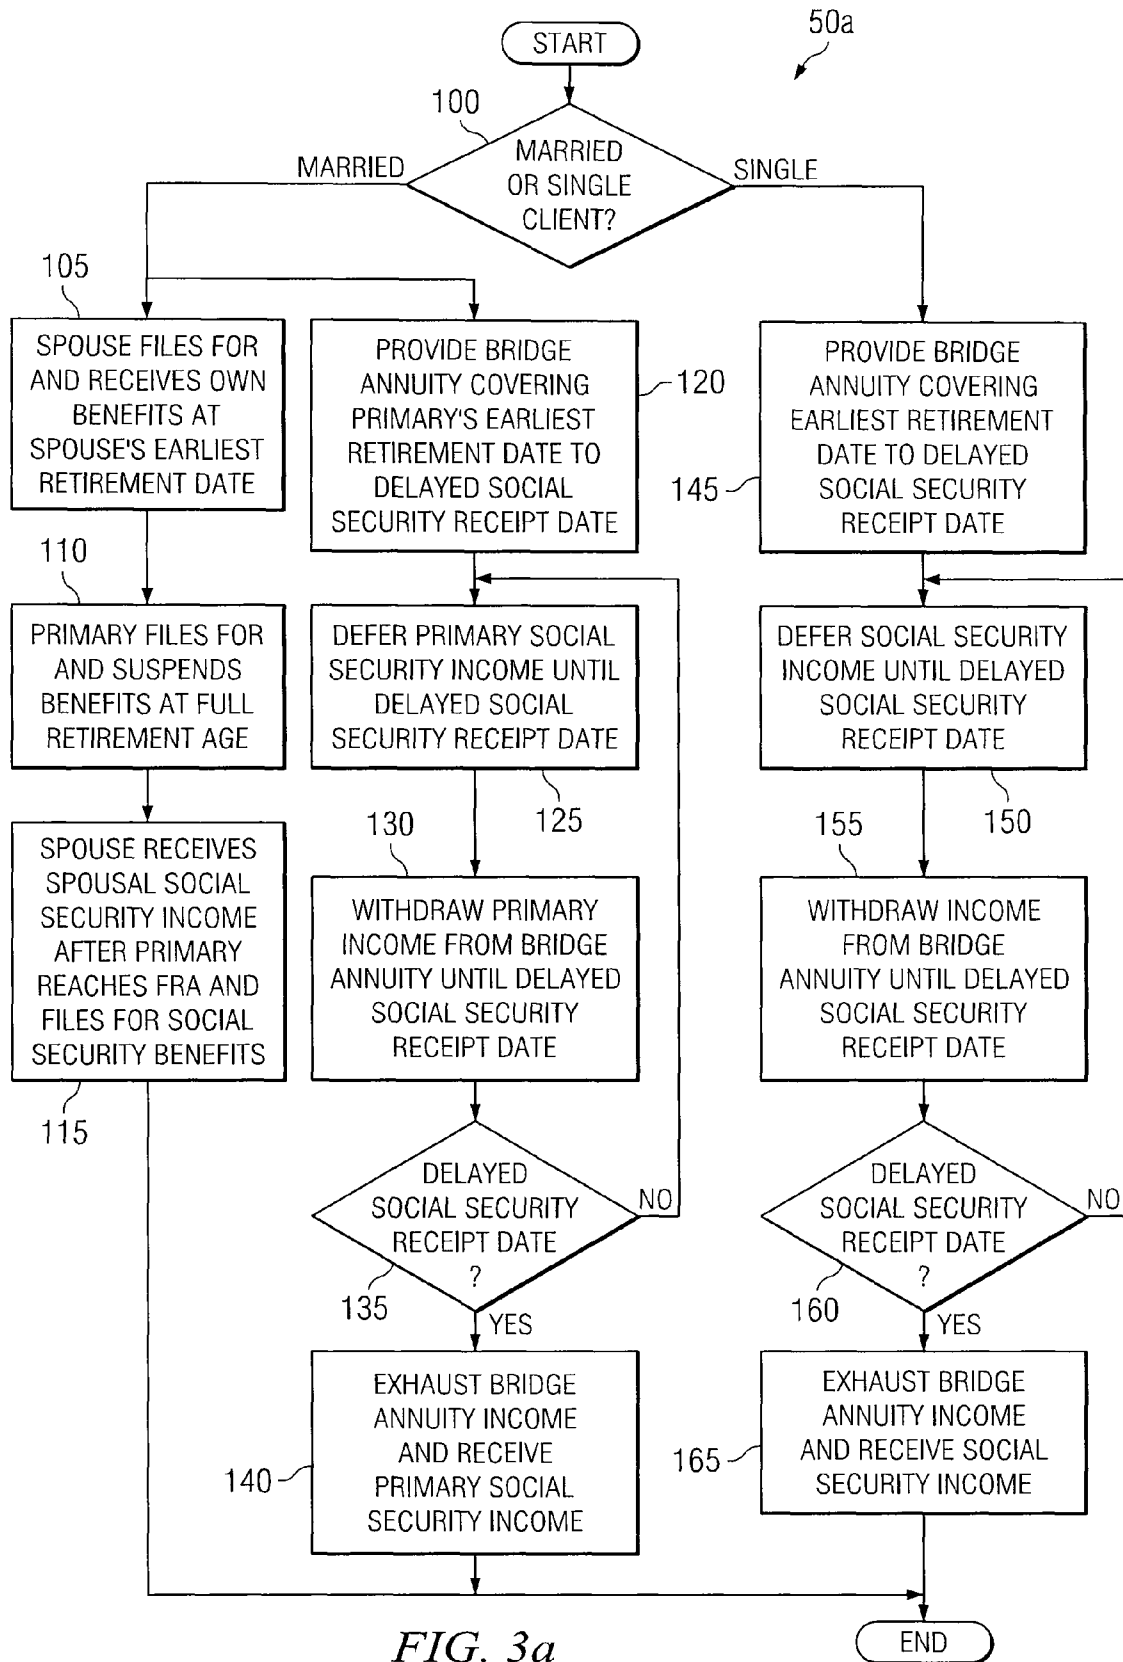 START
50a
100
MARRIED
OR SINGLE
CLIENT?
MARRIED
SINGLE
105
SPOUSE FILES FOR
AND RECEIVES OWN
BENEFITS AT
SPOUSE'S EARLIEST
RETIREMENT DATE
110
PRIMARY FILES FOR
AND SUSPENDS
BENEFITS AT FULL
RETIREMENT AGE
SPOUSE RECEIVES
SPOUSAL SOCIAL
SECURITY INCOME
AFTER PRIMARY
REACHES FRA AND
FILES FOR SOCIAL
SECURITY BENEFITS
115
PROVIDE BRIDGE
ANNUITY COVERING
PRIMARY'S EARLIEST
RETIREMENT DATE TO
DELAYED SOCIAL
SECURITY RECEIPT DATE
120
DEFER PRIMARY SOCIAL
SECURITY INCOME UNTIL
DELAYED SOCIAL
SECURITY RECEIPT DATE
125
130
WITHDRAW PRIMARY
INCOME FROM BRIDGE
ANNUITY UNTIL DELAYED
SOCIAL SECURITY
RECEIPT DATE
DELAYED
SOCIAL SECURITY
RECEIPT DATE
?
NO
135
YES
EXHAUST BRIDGE
ANNUITY INCOME
AND RECEIVE
PRIMARY SOCIAL
SECURITY INCOME
140
PROVIDE BRIDGE
ANNUITY COVERING
EARLIEST RETIREMENT
DATE TO DELAYED
SOCIAL SECURITY
RECEIPT DATE
145
DEFER SOCIAL SECURITY
INCOME UNTIL DELAYED
SOCIAL SECURITY
RECEIPT DATE
150
155
WITHDRAW INCOME
FROM BRIDGE
ANNUITY UNTIL DELAYED
SOCIAL SECURITY
RECEIPT DATE
DELAYED
SOCIAL SECURITY
RECEIPT DATE
?
NO
160
YES
EXHAUST BRIDGE
ANNUITY INCOME
AND RECEIVE SOCIAL
SECURITY INCOME
165
END
FIG. 3a